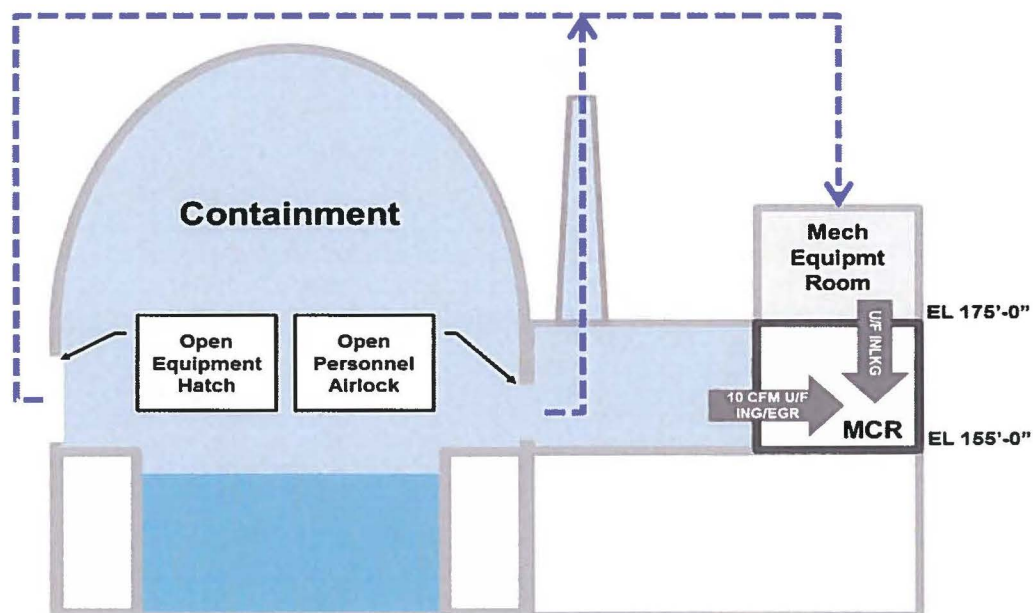 Containment
Mech
Equipmt
Room
EL 175'-0"
Open
Equipment
Hatch
Open
Personnel
Airlock
U/F INLKG
10 CFM U/F
ING/EGR
MCR
EL 155'-0"